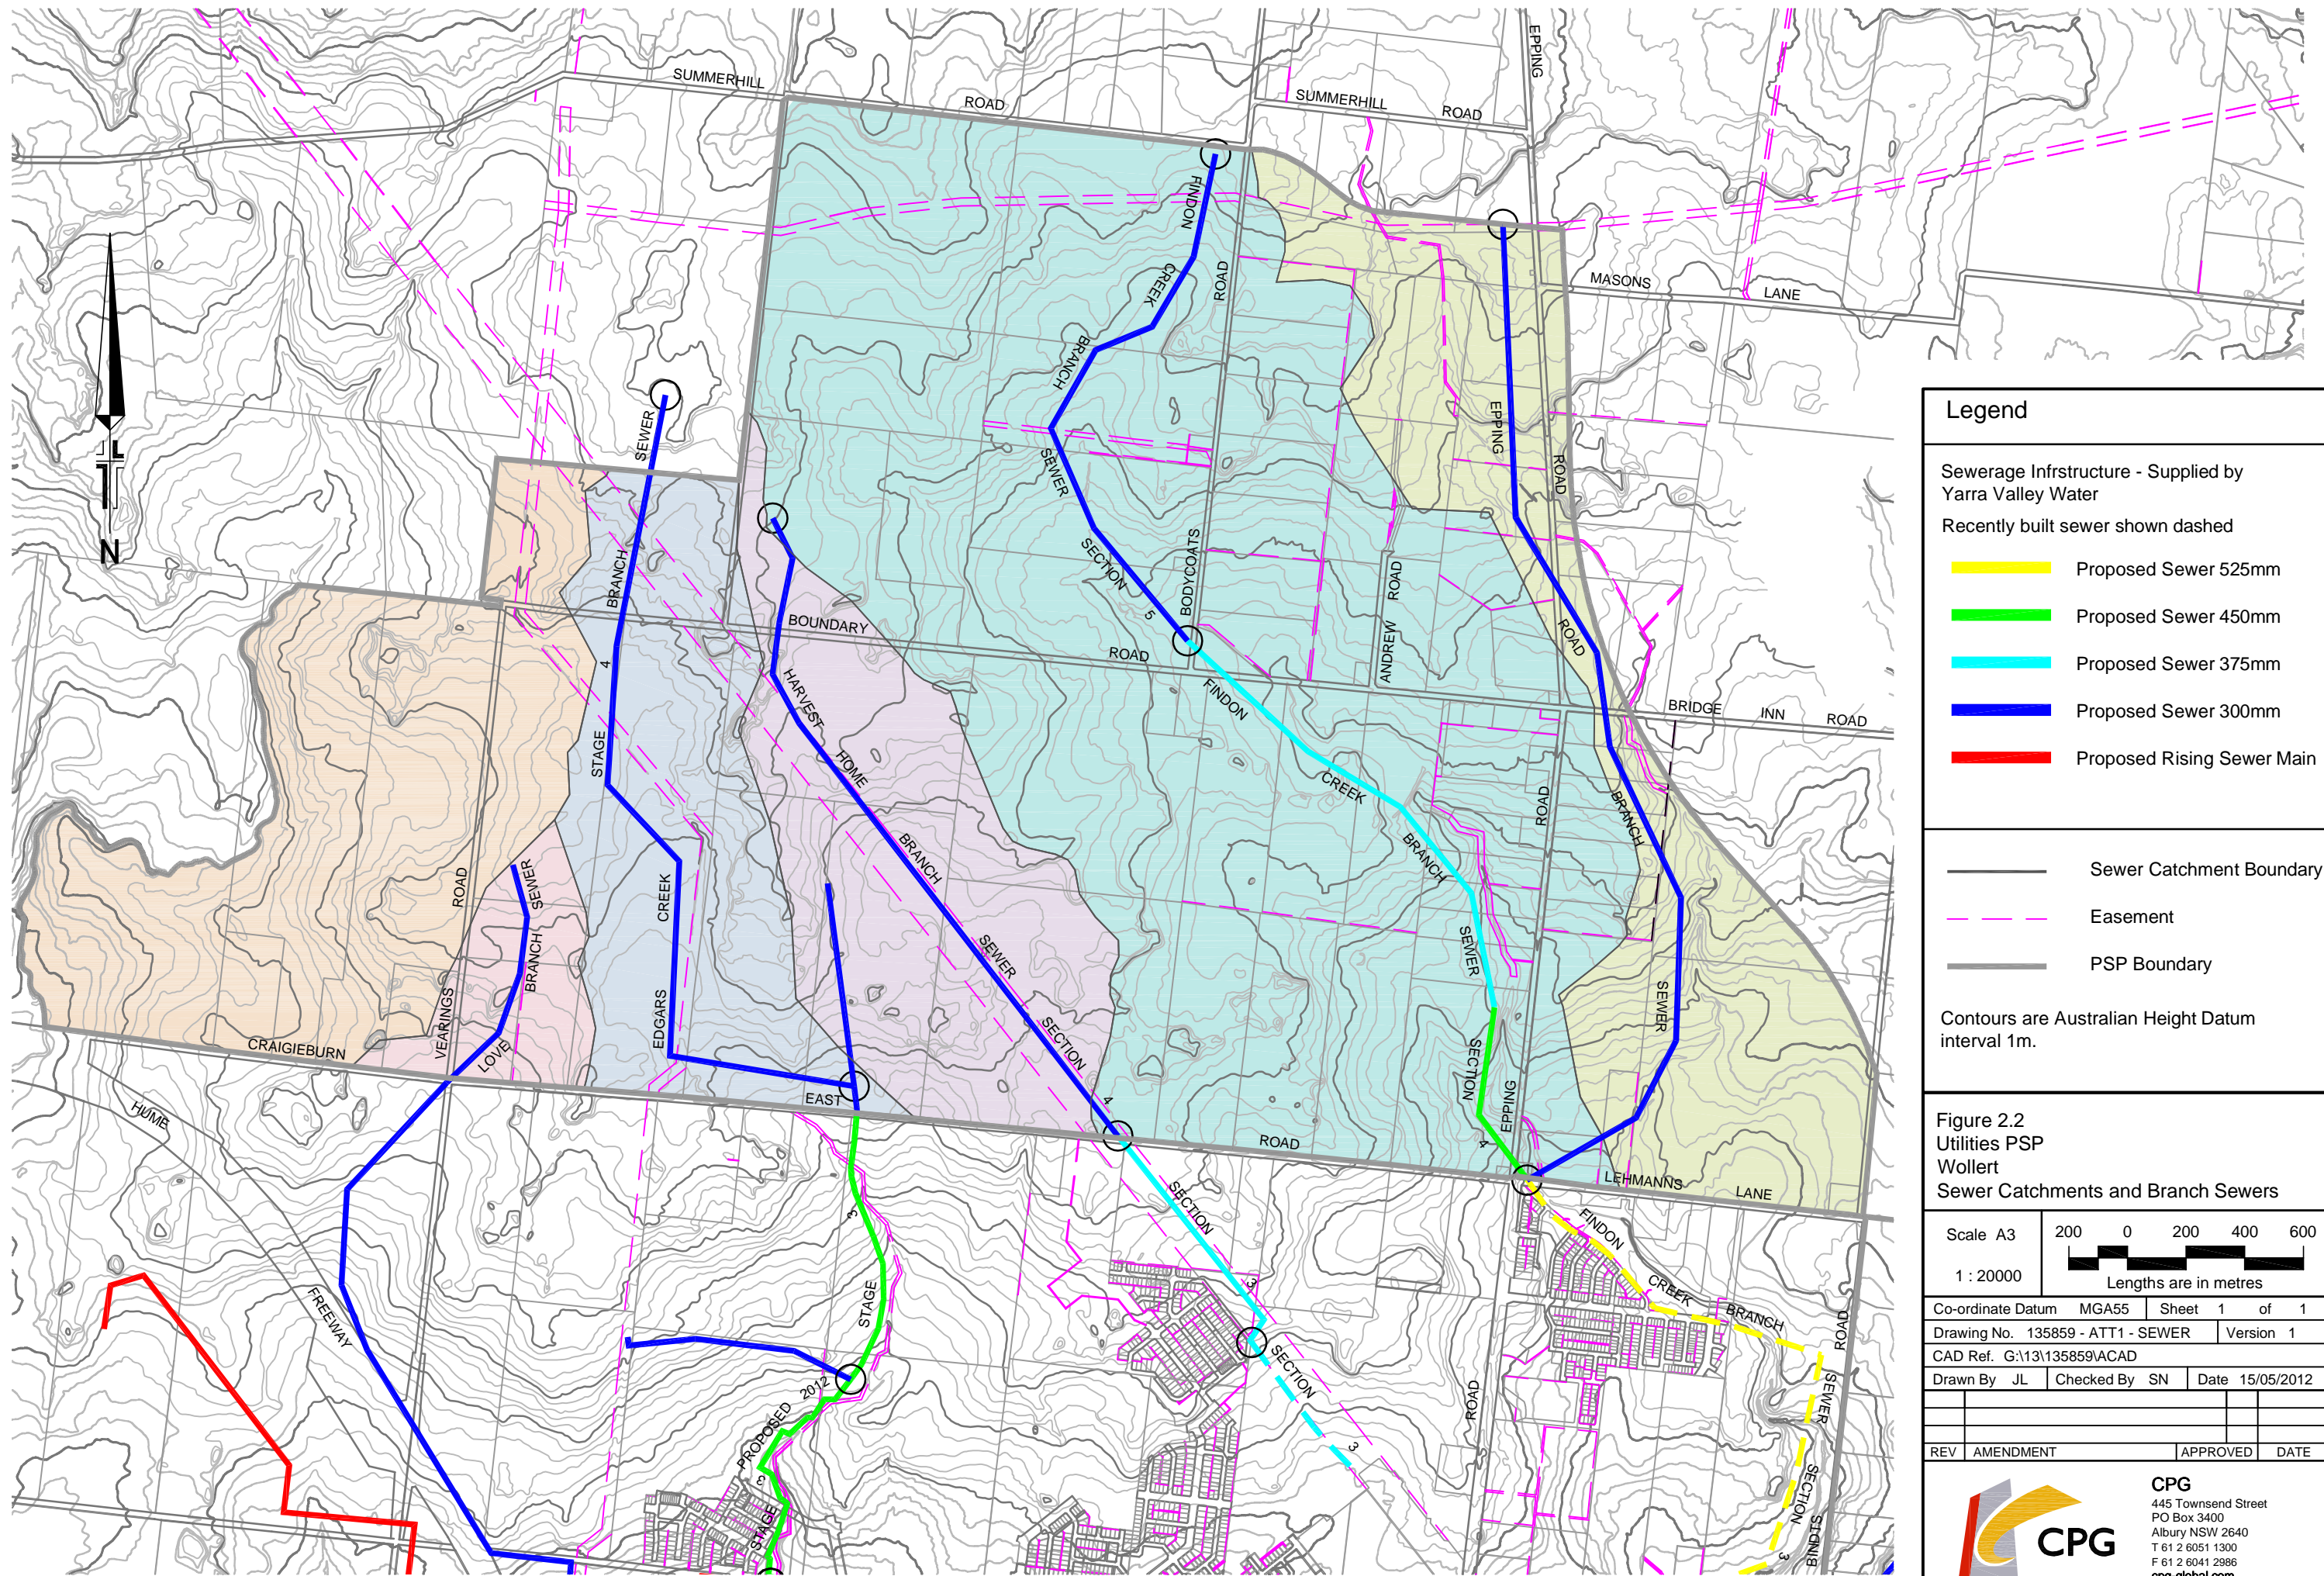 SUMMERHILL
ROAD
SUMMERHILL
ROAD
EPPING
MASONS
LANE
FINDON
CREEK
BRANCH
SEWER
SECTION
5
ROAD
BODYCOATS
EPPING
ROAD
ROAD
BRANCH
SEWER
ANDREW
ROAD
SEWER
BRANCH
4
STAGE
CREEK
EDGARS
BOUNDARY
ROAD
BRIDGE
INN
ROAD
HARVEST
HOME
BRANCH
SEWER
SECTION
4
FINDON
CREEK
BRANCH
SEWER
SECTION
4
ROAD
EPPING
ROAD
VEARINGS
SEWER
BRANCH
LOVE
CRAIGIEBURN
EAST
ROAD
LEHMANNS
LANE
HUME
FREEWAY
3
STAGE
2012
PROPOSED
3
STAGE
SECTION
3
SECTION
3
ROAD
FINDON
CREEK
BRANCH
SEWER
SECTION
3
ROAD
BINDTS
N
Legend
Sewerage Infrstructure - Supplied by
Yarra Valley Water
Recently built sewer shown dashed
Proposed Sewer 525mm
Proposed Sewer 450mm
Proposed Sewer 375mm
Proposed Sewer 300mm
Proposed Rising Sewer Main
Sewer Catchment Boundary
Easement
PSP Boundary
Contours are Australian Height Datum
interval 1m.
Figure 2.2
Utilities PSP
Wollert
Sewer Catchments and Branch Sewers
Scale A3
1 : 20000
200 0 200 400 600
Lengths are in metres
Co-ordinate Datum MGA55 Sheet 1 of 1
Drawing No. 135859 - ATT1 - SEWER Version 1
CAD Ref. G:\13\135859\ACAD
Drawn By JL Checked By SN Date 15/05/2012
REV AMENDMENT APPROVED DATE
CPG
CPG
445 Townsend Street
PO Box 3400
Albury NSW 2640
T 61 2 6051 1300
F 61 2 6041 2986
cpg-global.com